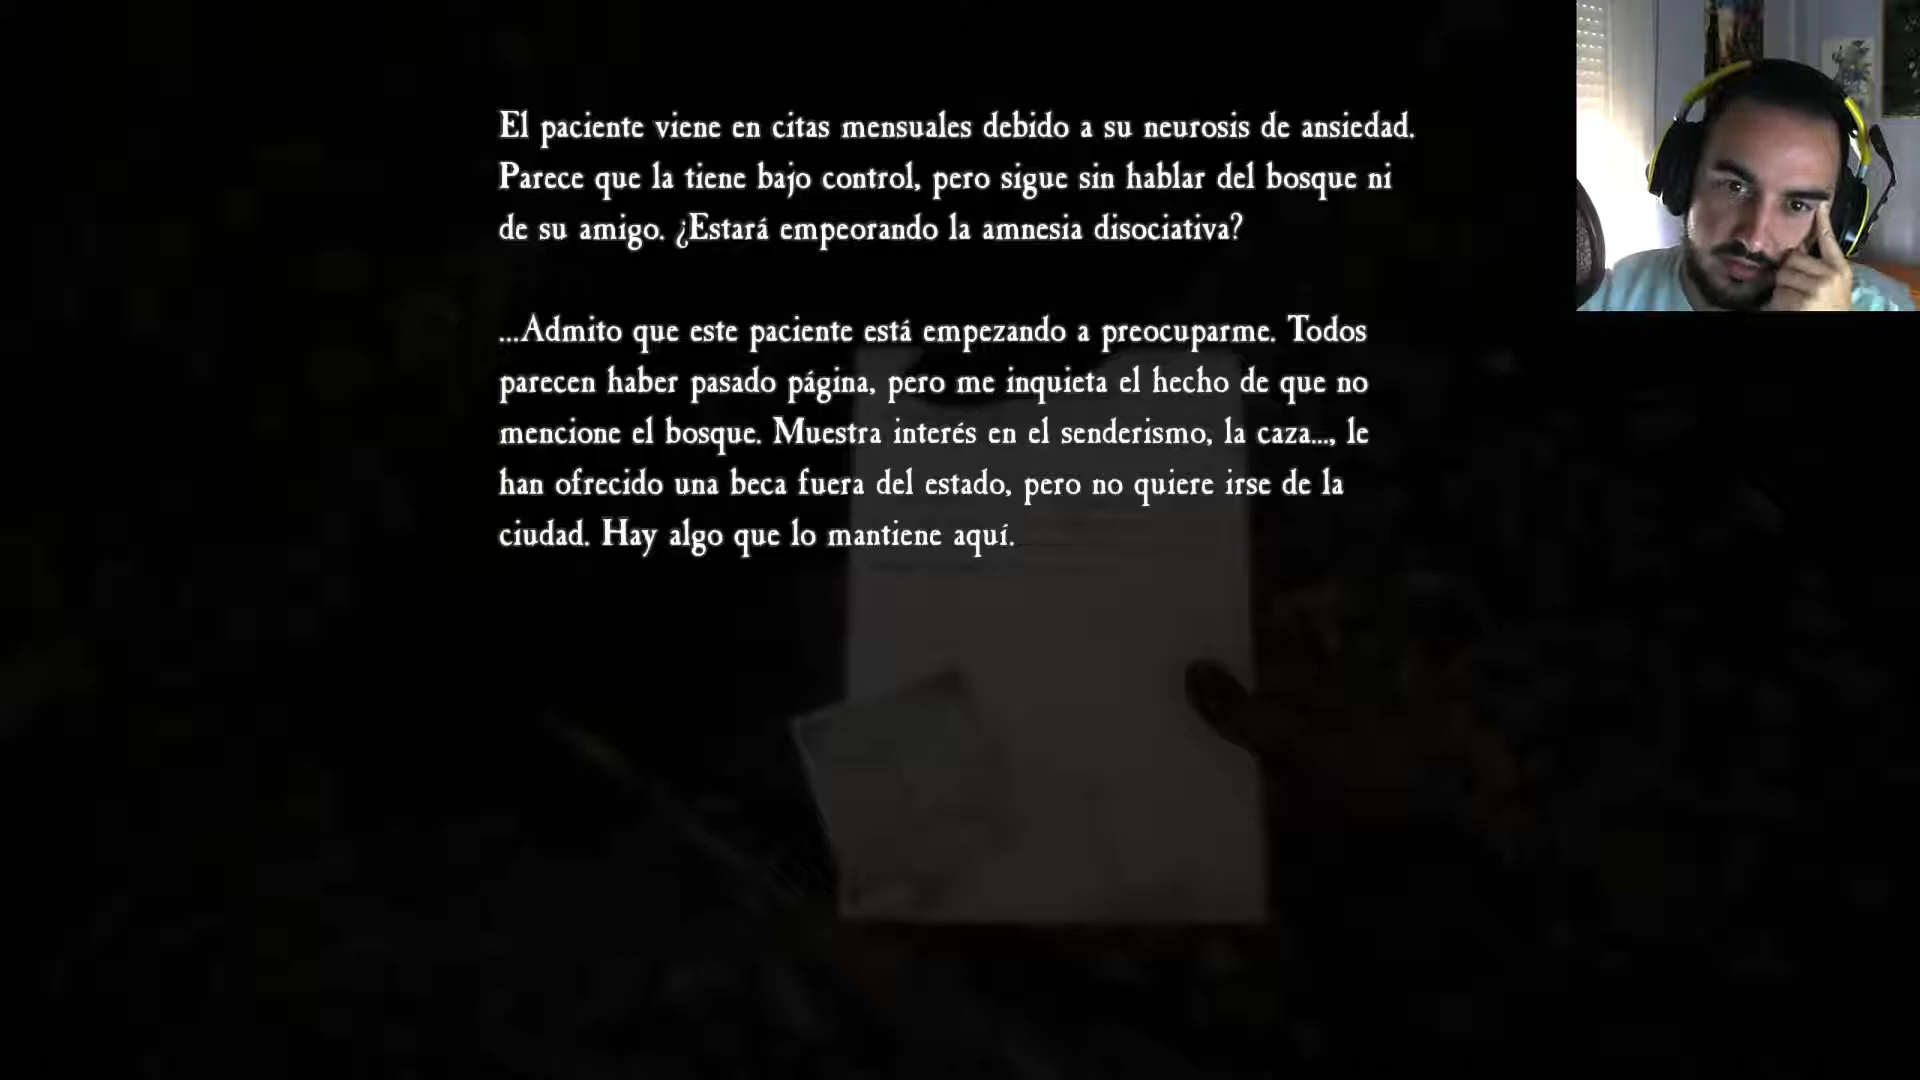 El paciente viene en citas mensuales debido a su neurosis de ansiedad.
Parece que la tiene bajo control, pero sigue sin hablar del bosque ni
de su amigo. ¿Estará empeorando la amnesia disociativa?
...Admito que este paciente está empezando a preocuparme. Todos
parecen haber pasado página, pero me inquieta el hecho de que no
mencione el bosque. Muestra interés en el senderismo, la caza..., le
han ofrecido una beca fuera del estado, pero no quiere irse de la
ciudad. Hay algo que lo mantiene aquí.